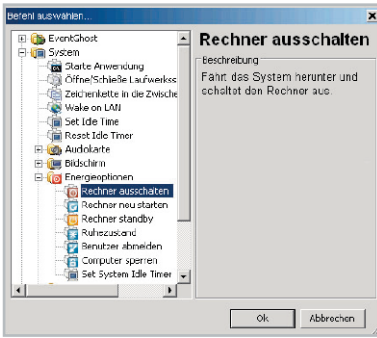 Befehl auswählen...
EventGhost
System
Starte Anwendung
Öffne/Schließe Laufwerkss
Zeichenkette in die Zwische
Wake on LAN
Set Idle Time
Reset Idle Timer
Audiokarte
Bildschirm
Energieoptionen
Rechner ausschalten
Rechner neu starten
Rechner standby
Ruhezustand
Benutzer abmelden
Computer sperren
Set System Idle Timer
Rechner ausschalten
Beschreibung
Fährt das System herunter und
schaltet den Rechner aus.
Ok
Abbrechen